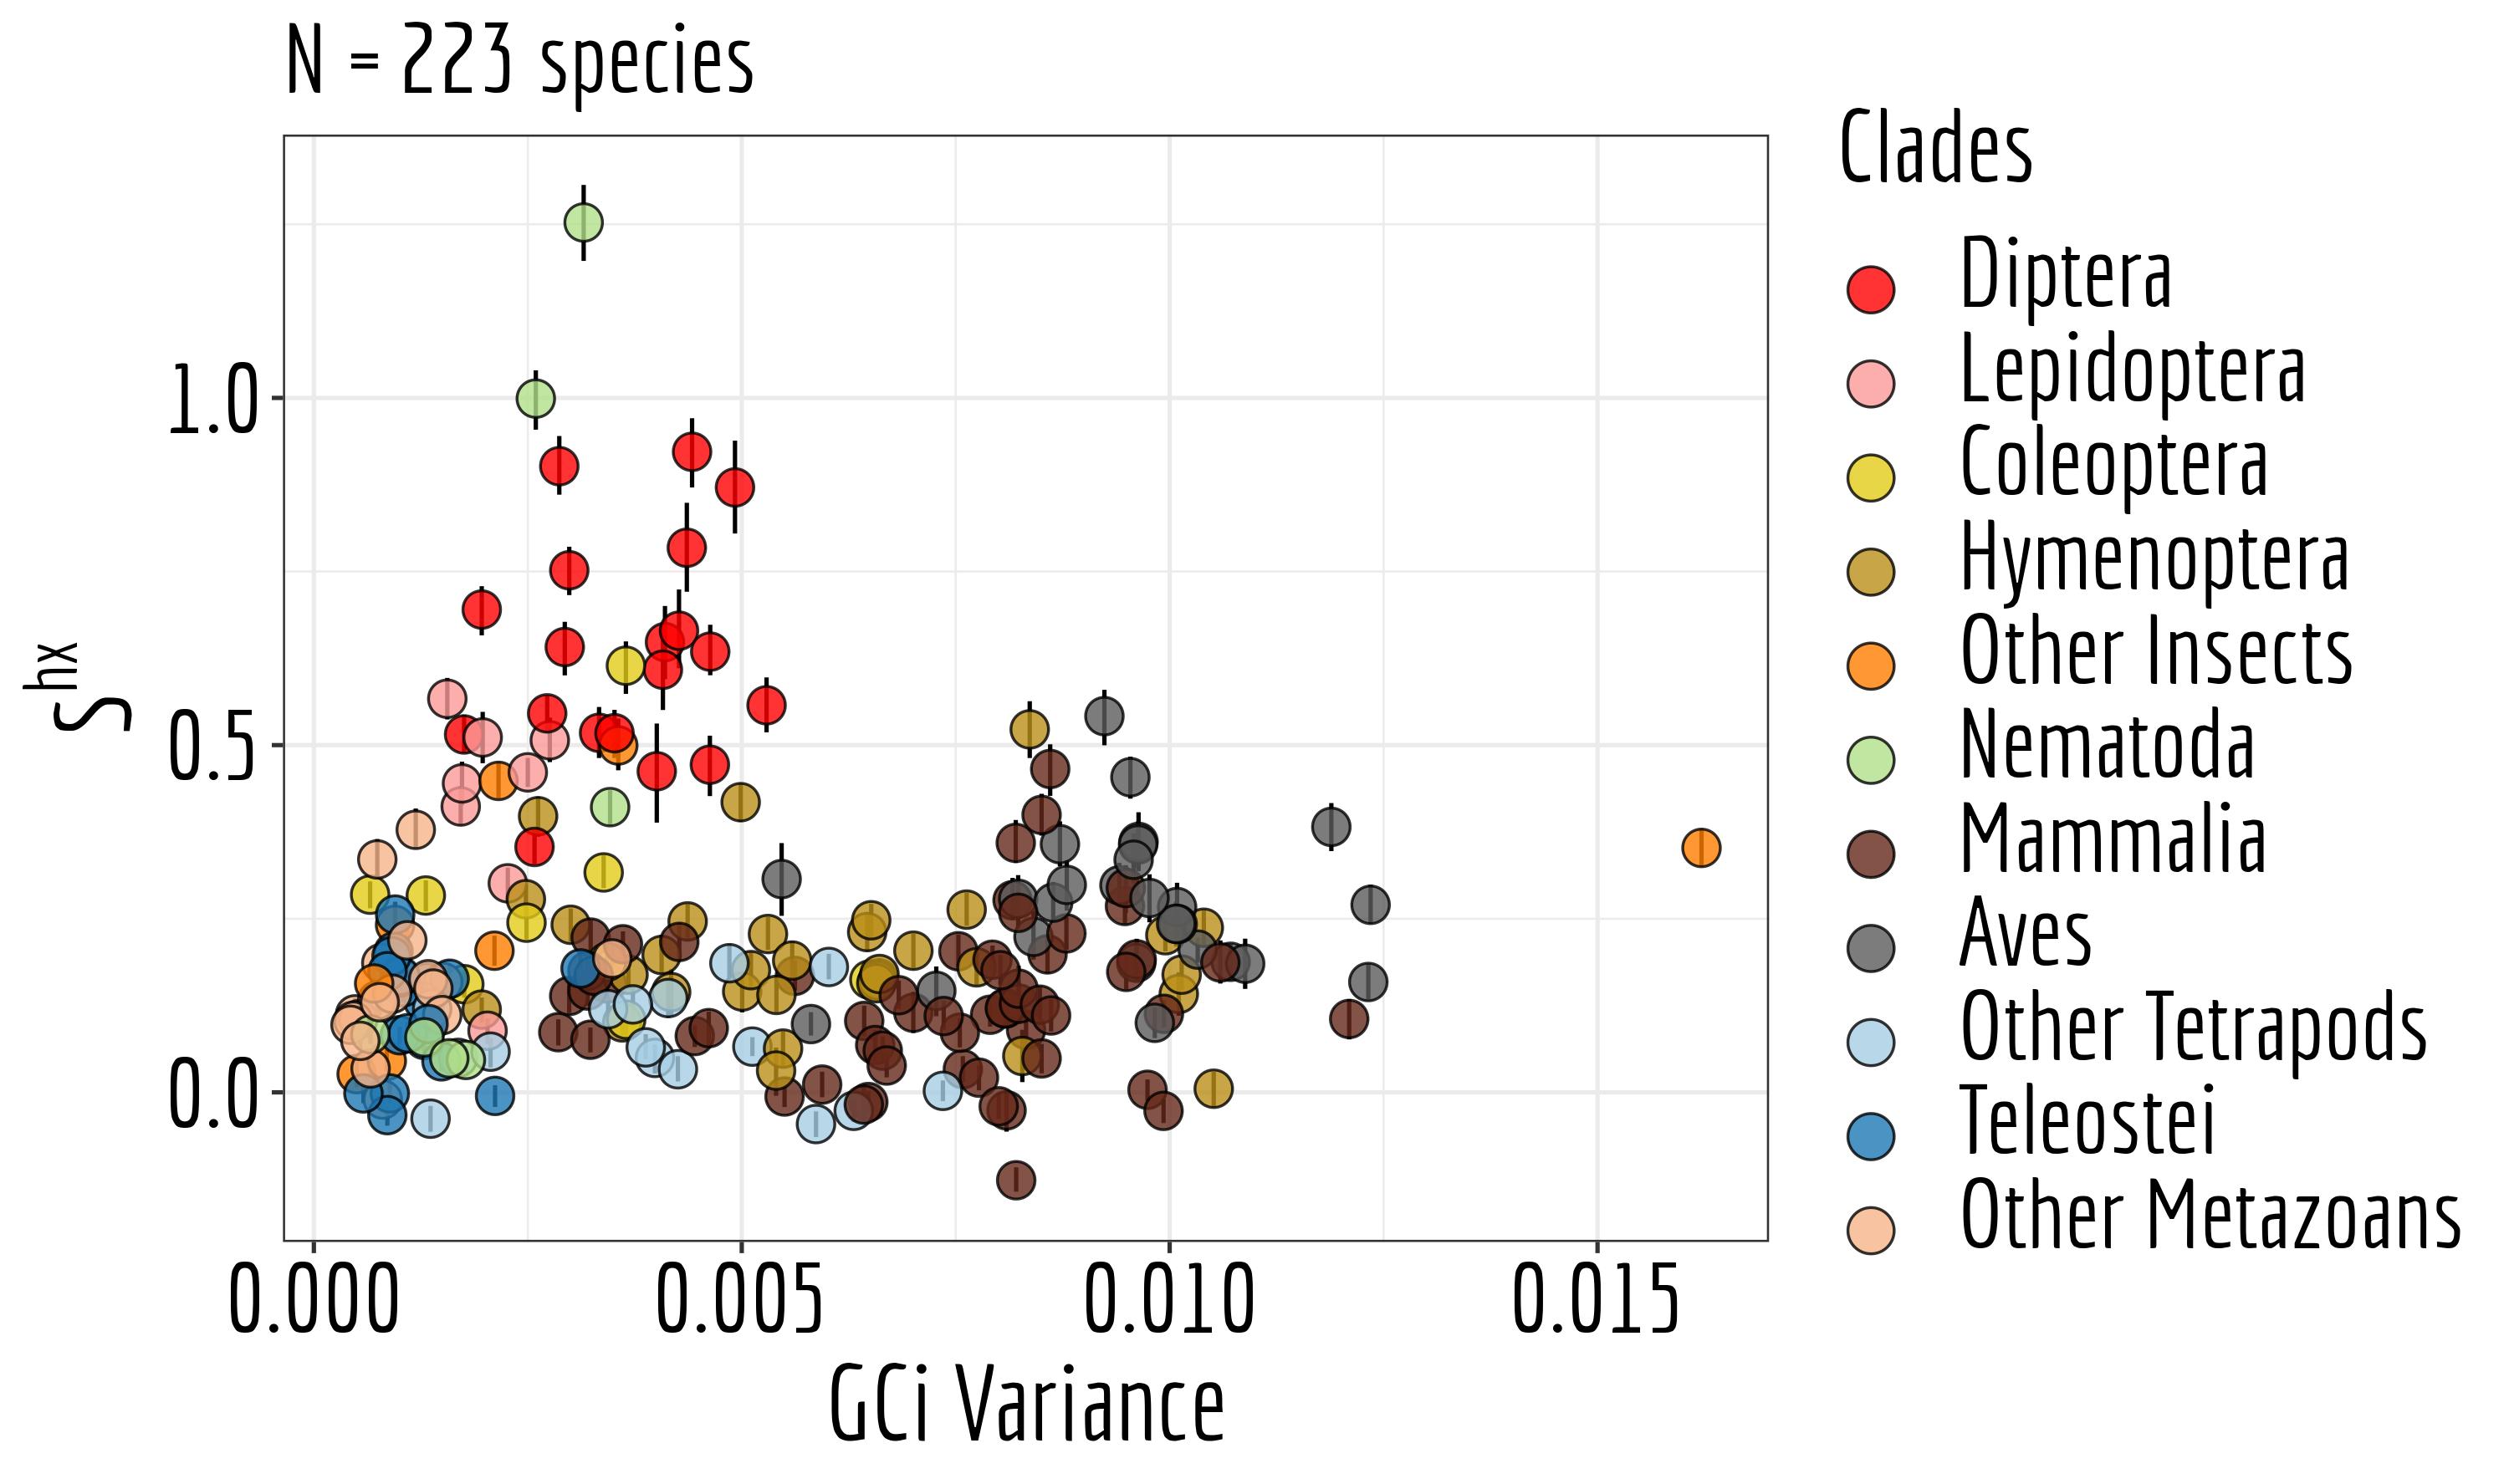 N = 223 species
S hx
1.0
0.5
0.0
0.000 0.005 0.010 0.015
GCi Variance
Clades
Diptera
Lepidoptera
Coleoptera
Hymenoptera
Other Insects
Nematoda
Mammalia
Aves
Other Tetrapods
Teleostei
Other Metazoans